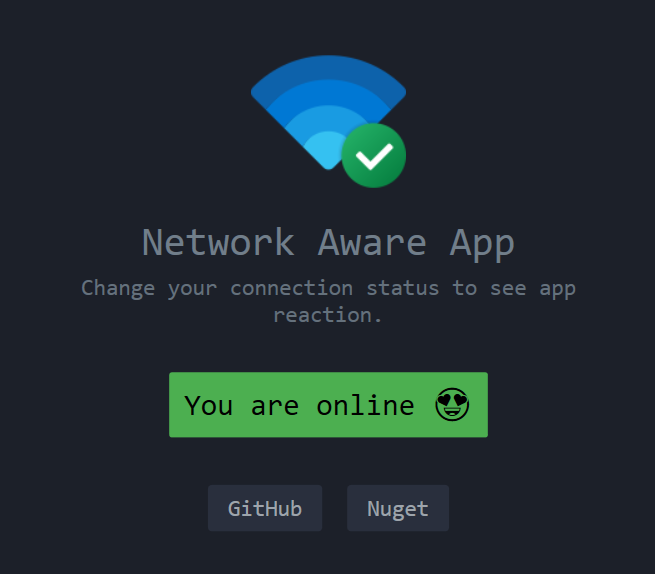 Network Aware App
Change your connection status to see app
reaction.
You are online 😍
GitHub
Nuget